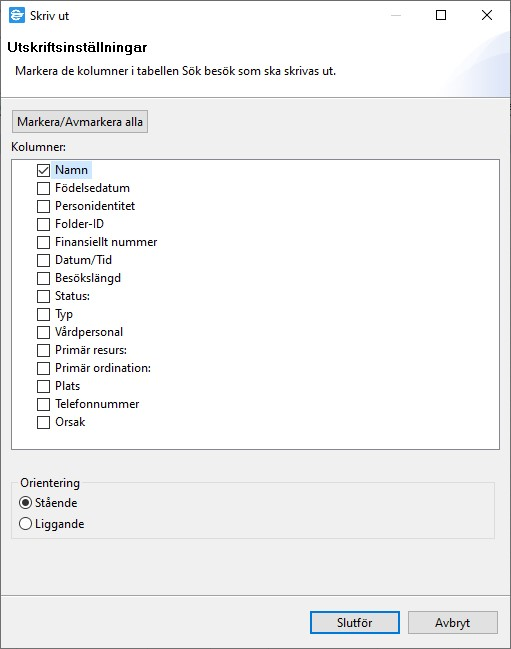 Skriv ut
Utskriftsinställningar
Markera de kolumner i tabellen Sök besök som ska skrivas ut.
Markera/Avmarkera alla
Kolumner:
Namn
Födelsedatum
Personidentitet
Folder-ID
Finansiellt nummer
Datum/Tid
Besökslängd
Status:
Typ
Vårdpersonal
Primär resurs:
Primär ordination:
Plats
Telefonnummer
Orsak
Orientering
Stående
Liggande
Slutför
Avbryt